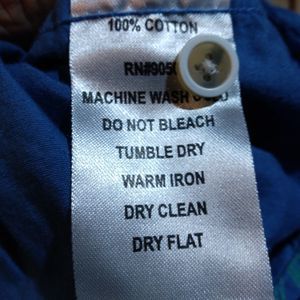 100% COTTON
RN#905
MACHINE WASH
DO NOT BLEACH
TUMBLE DRY
WARM IRON
DRY CLEAN
DRY FLAT